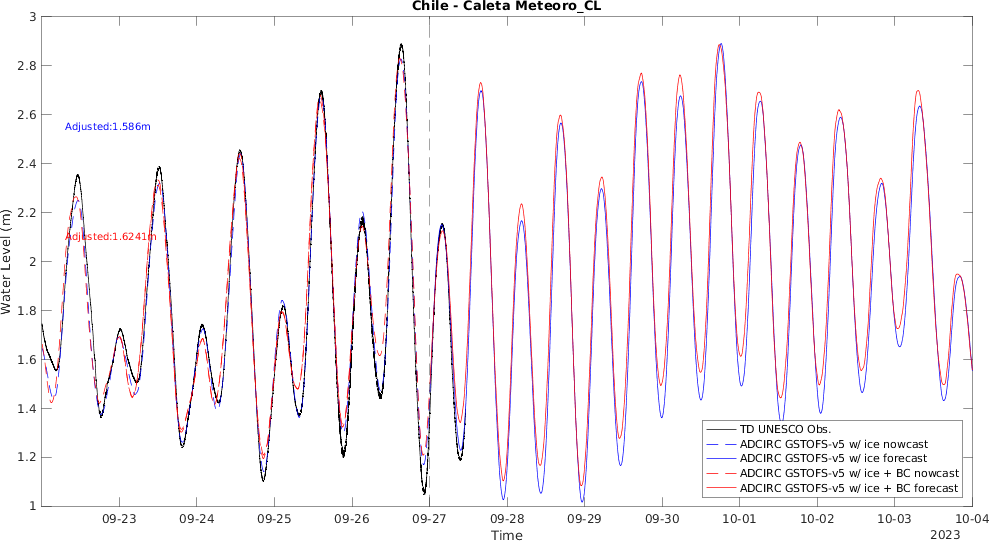 Chile - Caleta Meteoro_CL
3
2.8
2.6
2.4
2.2
2
1.8
1.6
1.4
1.2
1
Water Level (m)
Adjusted:1.586m
Adjusted:1.6241m
TD UNESCO Obs.
ADCIRC GSTOFS-v5 w/ ice nowcast
ADCIRC GSTOFS-v5 w/ ice forecast
ADCIRC GSTOFS-v5 w/ ice + BC nowcast
ADCIRC GSTOFS-v5 w/ ice + BC forecast
09-23 09-24 09-25 09-26 09-27 09-28 09-29 09-30 10-01 10-02 10-03 10-04
Time
2023